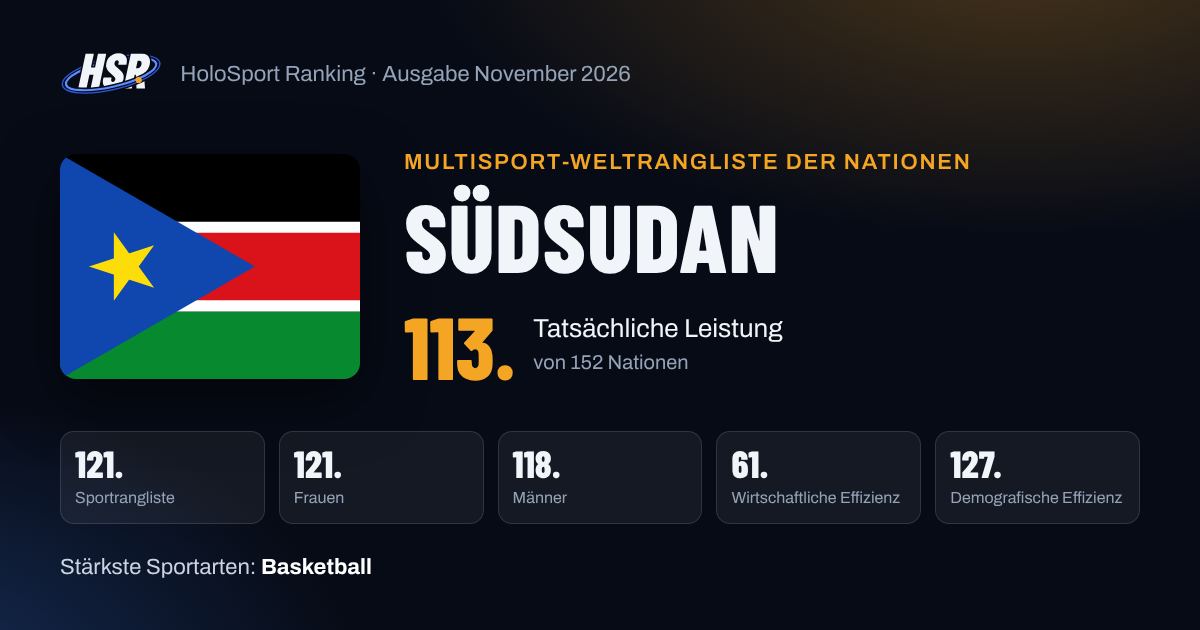 HSR
HoloSport Ranking · Ausgabe November 2026
MULTISPORT-WELTRANGLISTE DER NATIONEN
SÜDSUDAN
113.
Tatsächliche Leistung
von 152 Nationen
121.
Sportrangliste
121.
Frauen
118.
Männer
61.
Wirtschaftliche Effizienz
127.
Demografische Effizienz
Stärkste Sportarten: Basketball